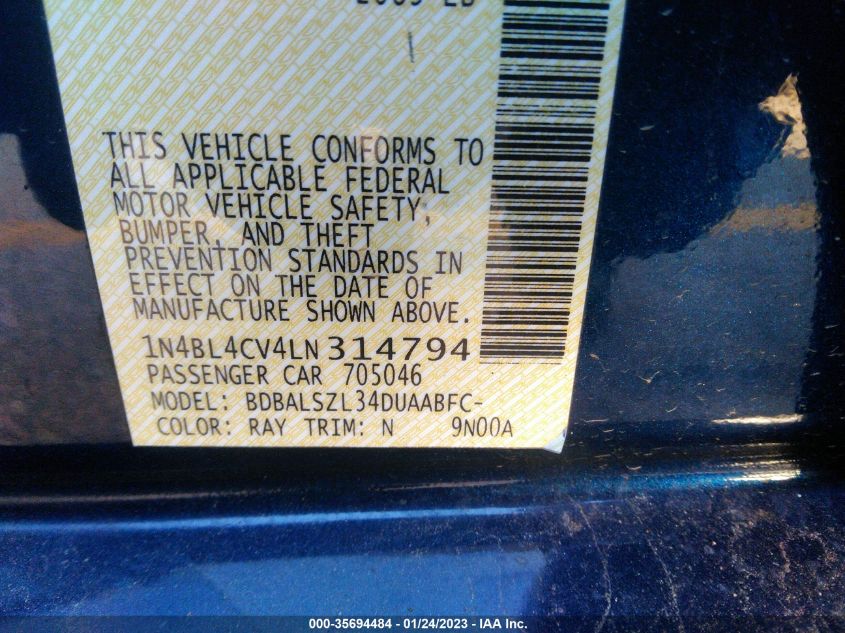 THIS VEHICLE CONFORMS TO
ALL APPLICABLE FEDERAL
MOTOR VEHICLE SAFETY,
BUMPER, AND THEFT
PREVENTION STANDARDS IN
EFFECT ON THE DATE OF
MANUFACTURE SHOWN ABOVE.
1N4BL4CV4LN314794
PASSENGER CAR 705046
MODEL: BDBALSZL34DUAABFC-
COLOR: RAY TRIM: N 9N00A
000-35694484 - 01/24/2023 - IAA Inc.